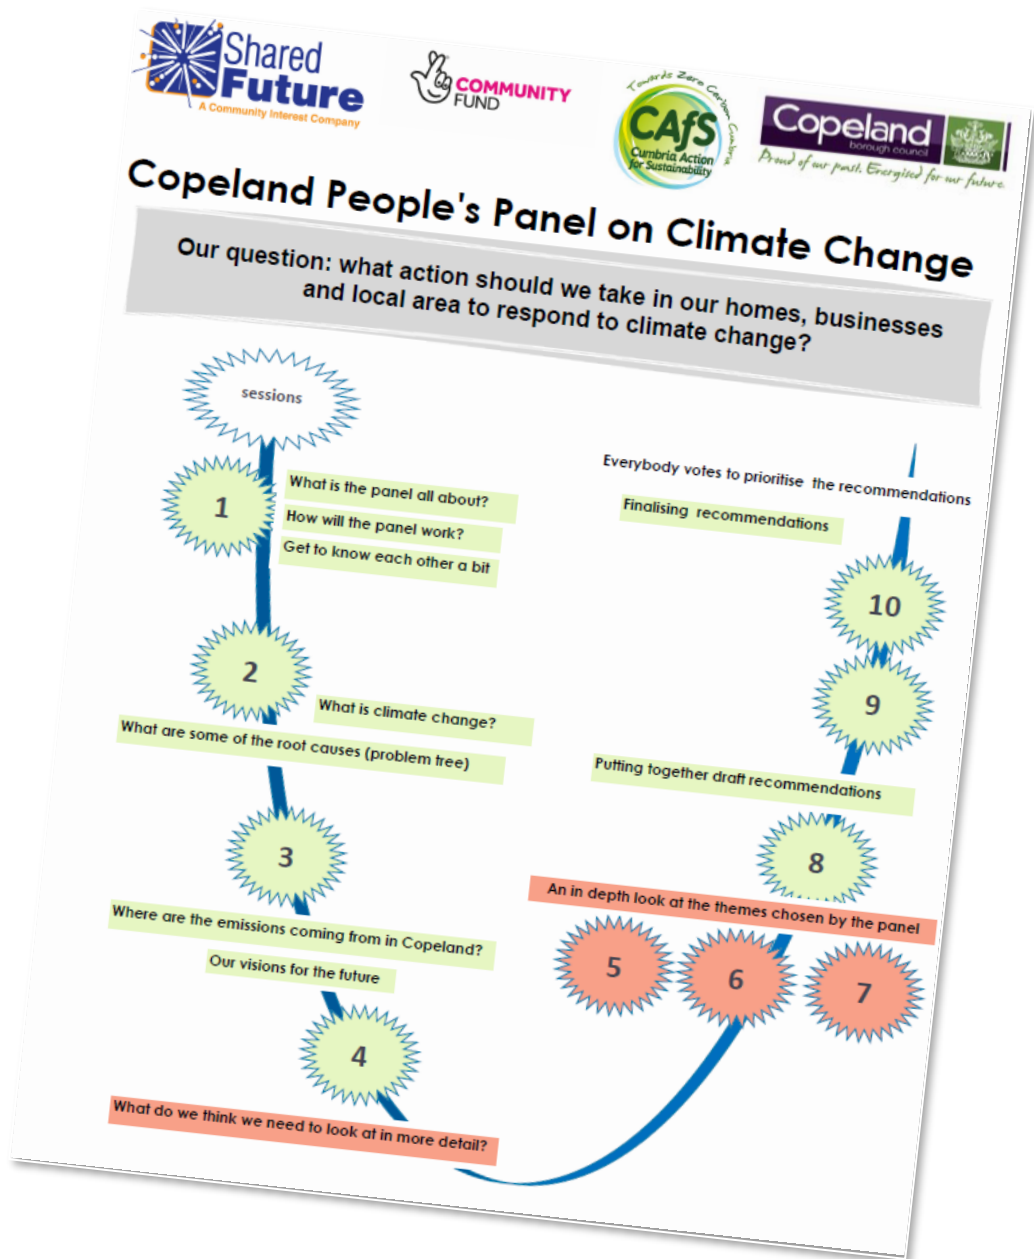 Shared
Future
A Community Interest Company
COMMUNITY
FUND
Towards Zero Carbon Cumbria
CAfS
Cumbria Action
for Sustainability
Copeland
borough council
Proud of our past. Energised for our future.
Copeland People's Panel on Climate Change
Our question: what action should we take in our homes, businesses
and local area to respond to climate change?
sessions
1
What is the panel all about?
How will the panel work?
Get to know each other a bit
2
What is climate change?
What are some of the root causes (problem tree)
3
Where are the emissions coming from in Copeland?
Our visions for the future
4
What do we think we need to look at in more detail?
Everybody votes to prioritise the recommendations
Finalising recommendations
10
9
Putting together draft recommendations
8
An in depth look at the themes chosen by the panel
5
6
7